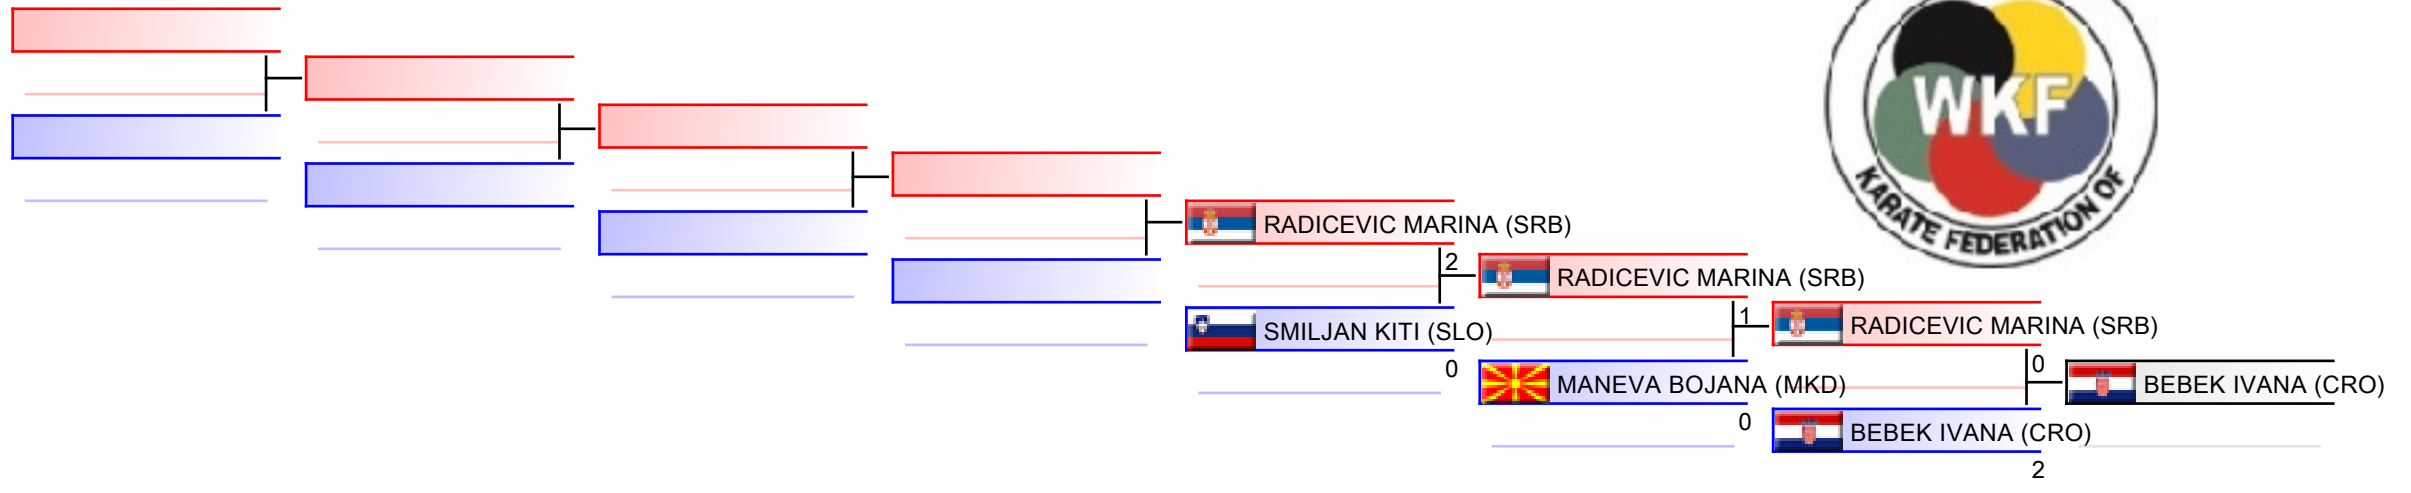 WKF
KARATE FEDERATION OF
RADICEVIC MARINA (SRB)
2
RADICEVIC MARINA (SRB)
SMILJAN KITI (SLO)
0
1
RADICEVIC MARINA (SRB)
MANEVA BOJANA (MKD)
0
0
BEBEK IVANA (CRO)
BEBEK IVANA (CRO)
2